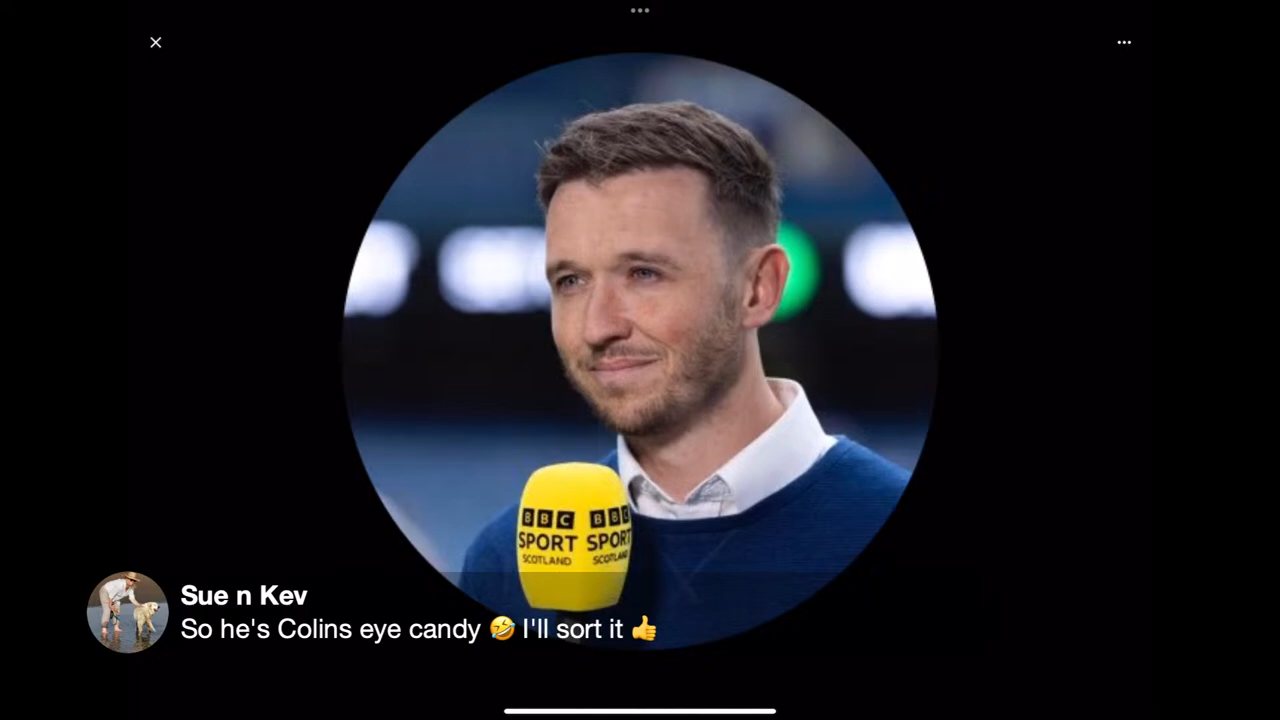 BBC BBC
SPORT SPORT
SCOTLAND SCOTLAND
Sue n Kev
So he's Colins eye candy 🤣 I'll sort it 👍